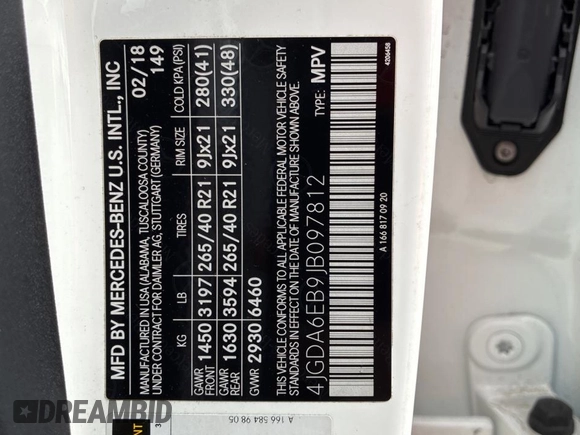 MFD BY MERCEDES-BENZ U.S. INTL., INC
MANUFACTURED IN USA (ALABAMA, TUSCALOOSA COUNTY) 02/18
UNDER CONTRACT FOR DAIMLER AG, STUTTGART (GERMANY) 149
KG LB TIRES RIM SIZE COLD KPA (PSI)
GAWR FRONT 1450 3197 265/40 R21 9Jx21 280(41)
GAWR REAR 1630 3594 265/40 R21 9Jx21 330(48)
GVWR 2930 6460
THIS VEHICLE CONFORMS TO ALL APPLICABLE FEDERAL MOTOR VEHICLE SAFETY
STANDARDS IN EFFECT ON THE DATE OF MANUFACTURE SHOWN ABOVE.
4JGDA6EB9JB097812 TYPE: MPV
A 166 817 09 20
4206458
A 166 584 98 05
DREAMBID